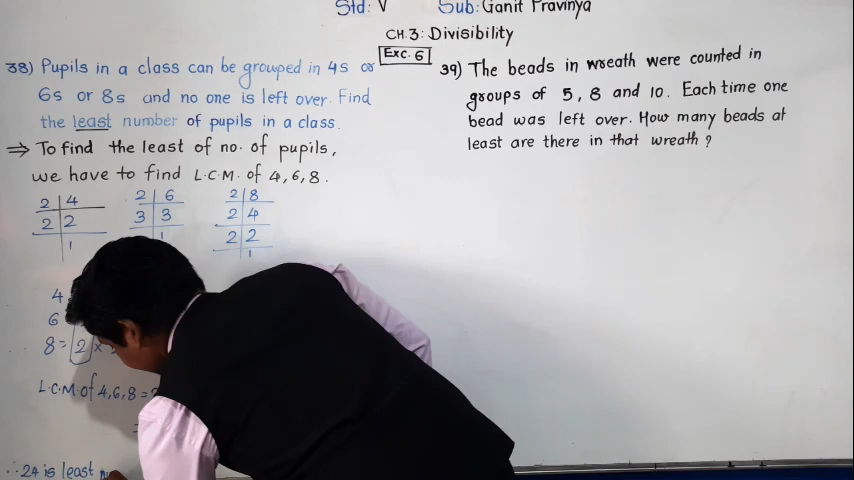 Std: V Sub: Ganit Pravinya
CH.3: Divisibility
Exc. 6
38) Pupils in a class can be grouped in 4s or
6s or 8s and no one is left over. Find
the least number of pupils in a class.
⇒ To find the least of no. of pupils,
we have to find L.C.M. of 4, 6, 8.
2 | 4
2 | 2
1
2 | 6
3 | 3
1
2 | 8
2 | 4
2 | 2
1
4
6
8 = 2 ×
L.C.M. of 4, 6, 8 =
=
∴ 24 is least
39) The beads in wreath were counted in
groups of 5, 8 and 10. Each time one
bead was left over. How many beads at
least are there in that wreath ?